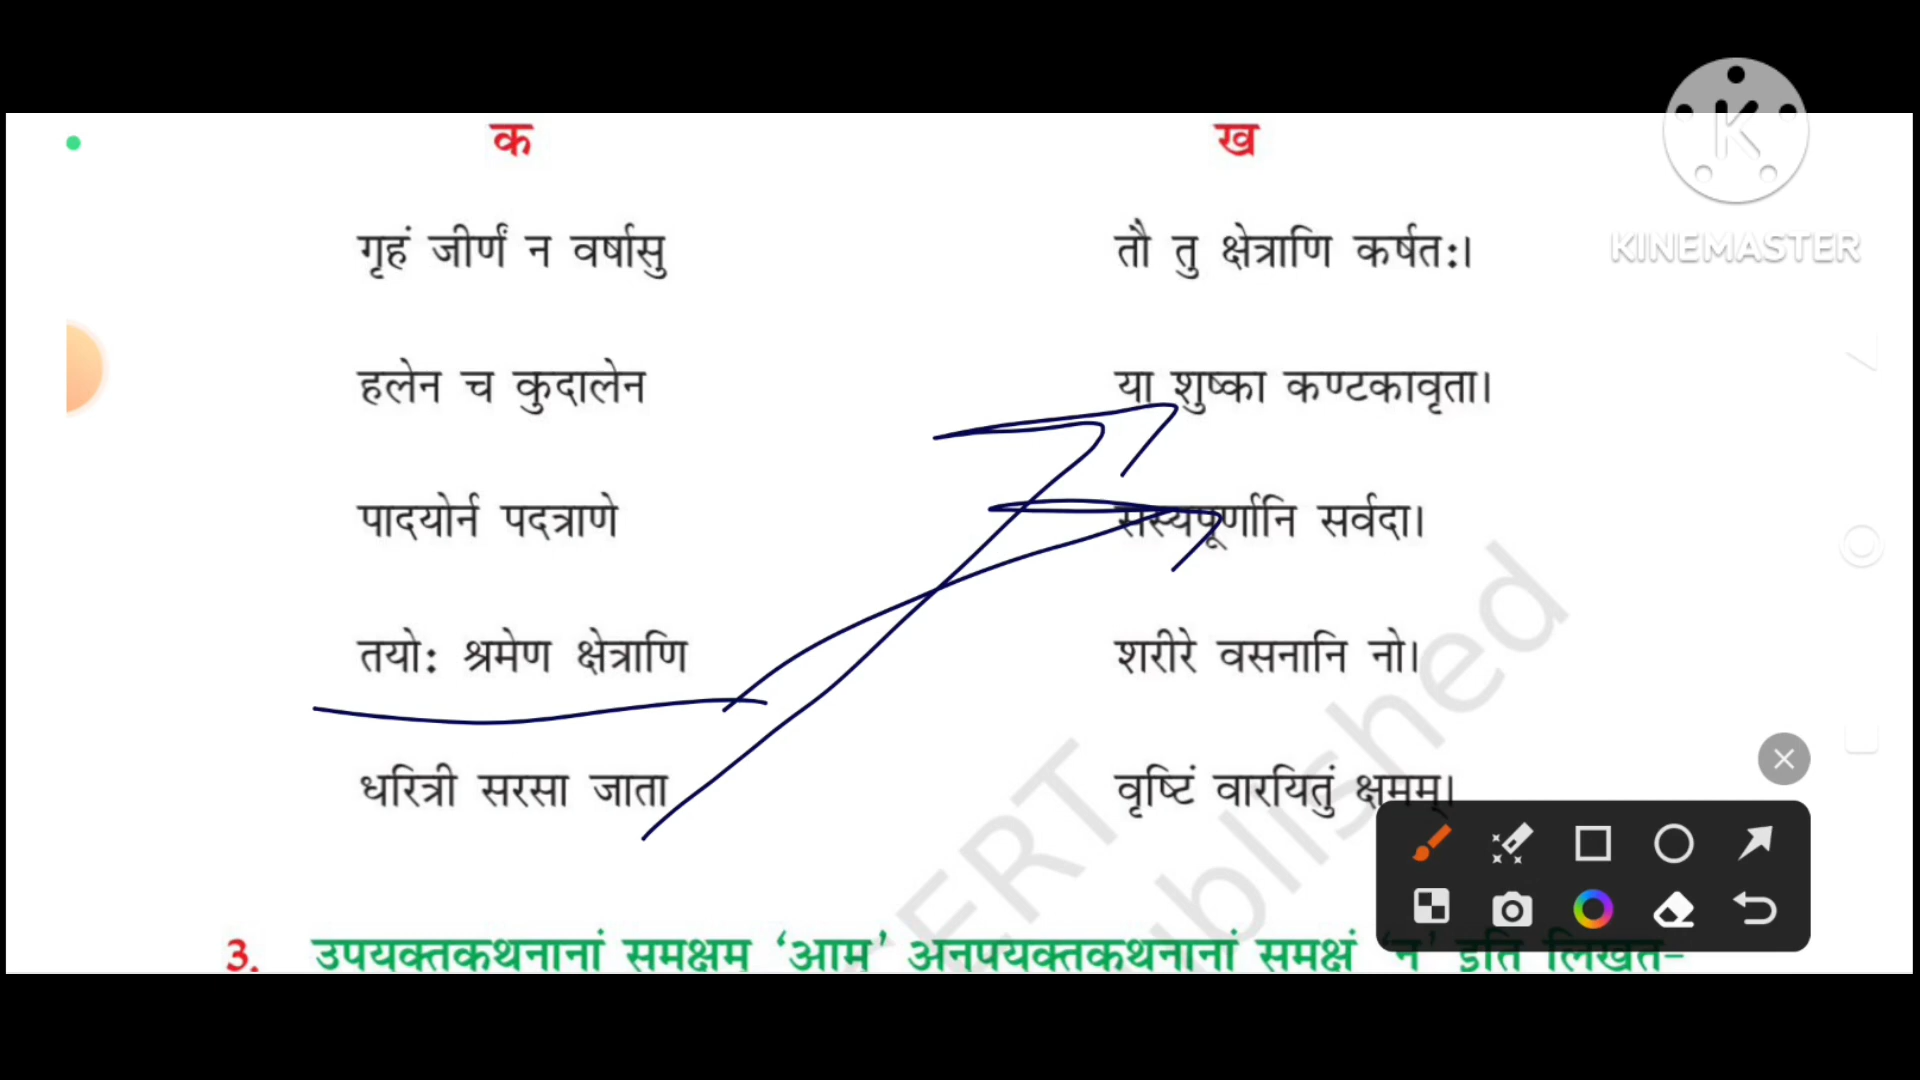 क ख
KINEMASTER
गृहं जीर्णं न वर्षासु तौ तु क्षेत्राणि कर्षतः।
हलेन च कुदालेन या शुष्का कण्टकावृता।
पादयोर्न पदत्राणे सस्यपूर्णानि सर्वदा।
तयोः श्रमेण क्षेत्राणि शरीरे वसनानि नो।
धरित्री सरसा जाता वृष्टिं वारयितुं क्षमम्।
3. उपयुक्तकथनानां समक्षम् ‘आम्’ अनुपयुक्तकथनानां समक्षं ‘न’ इति लिखत-